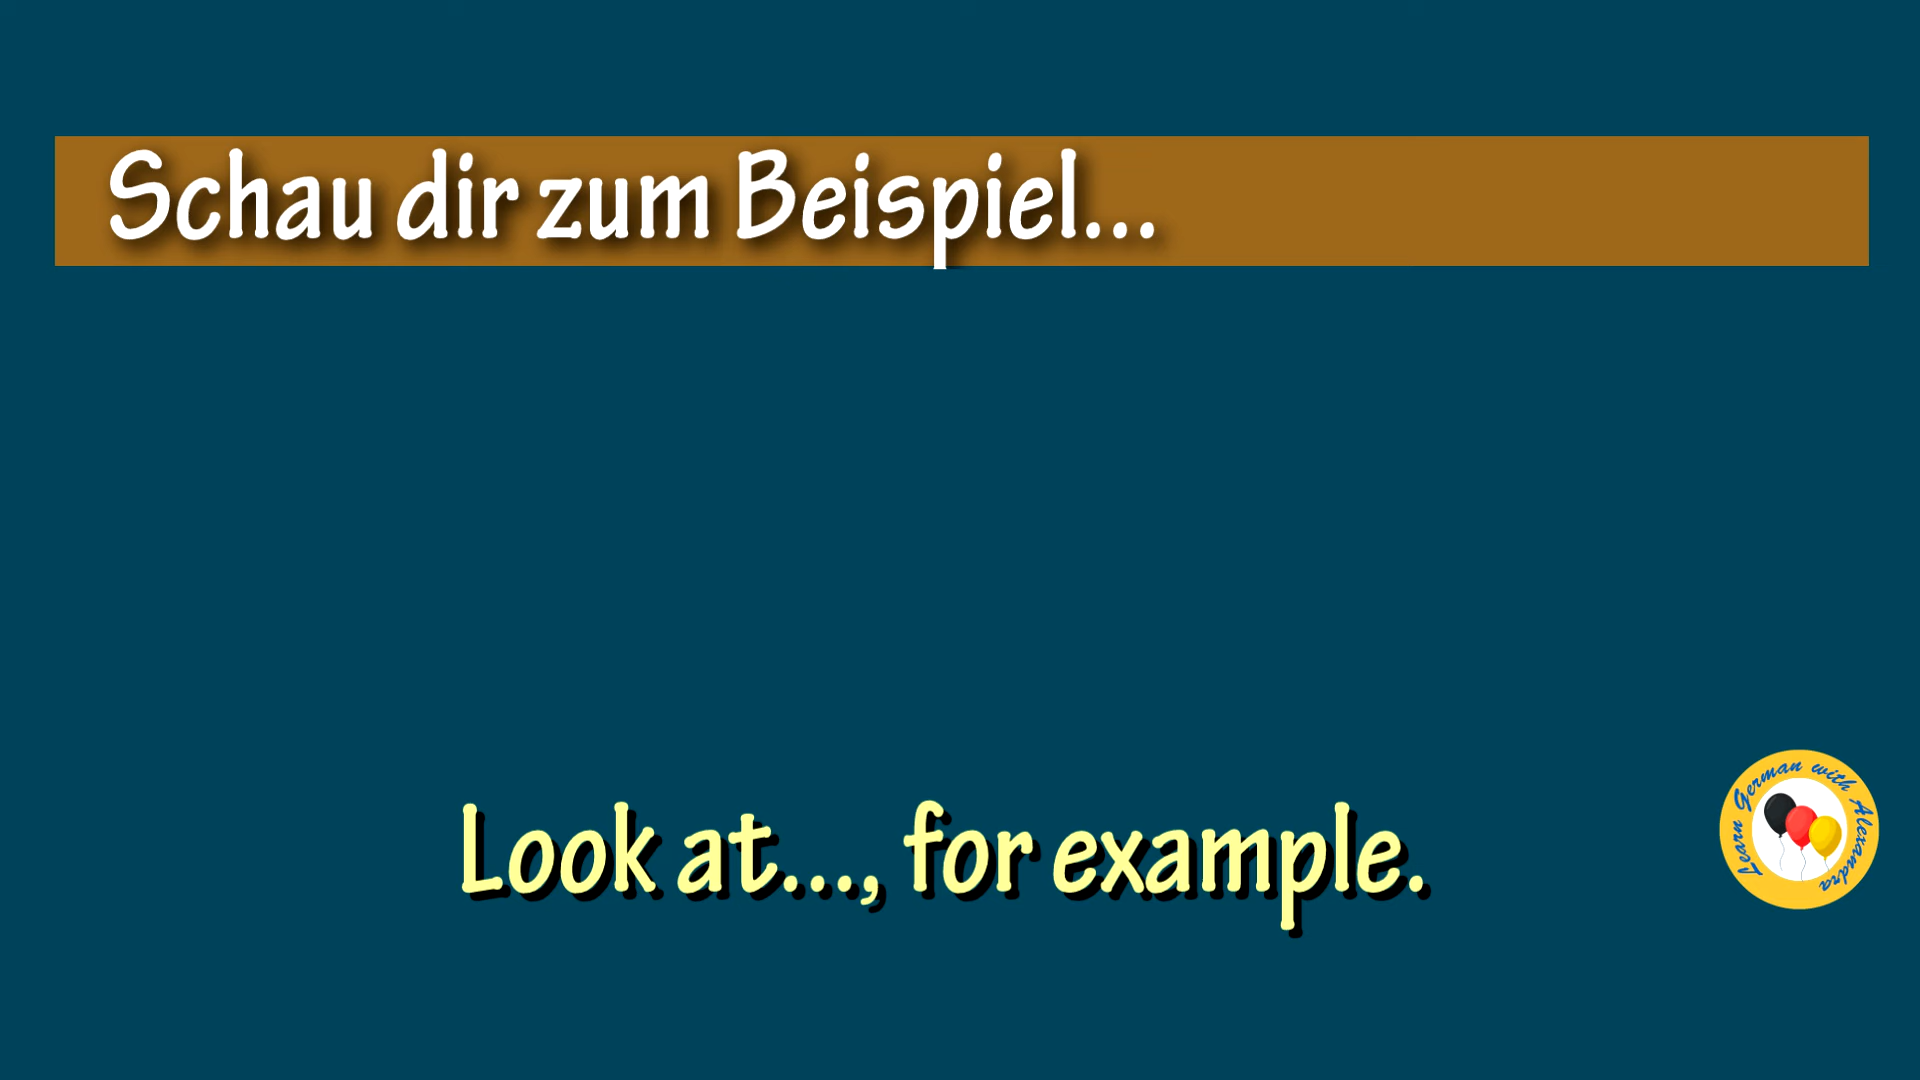 Schau dir zum Beispiel...
Look at..., for example.
Learn German with Alexandra